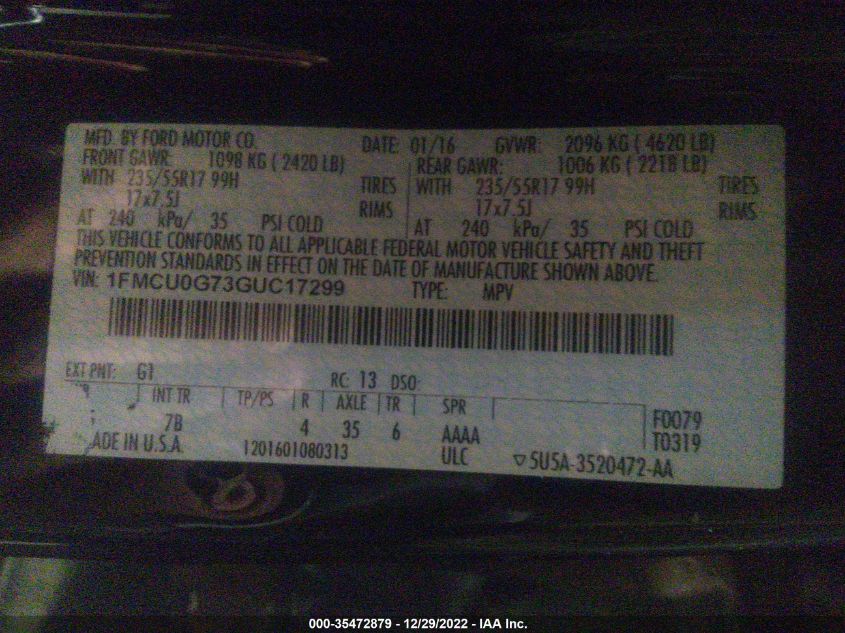 MFD. BY FORD MOTOR CO. DATE: 01/16 GVWR: 2096 KG ( 4620 LB)
FRONT GAWR: 1098 KG ( 2420 LB) REAR GAWR: 1006 KG ( 2218 LB)
WITH 235/55R17 99H TIRES WITH 235/55R17 99H TIRES
17x7.5J RIMS 17x7.5J RIMS
AT 240 kPa/ 35 PSI COLD AT 240 kPa/ 35 PSI COLD
THIS VEHICLE CONFORMS TO ALL APPLICABLE FEDERAL MOTOR VEHICLE SAFETY AND THEFT
PREVENTION STANDARDS IN EFFECT ON THE DATE OF MANUFACTURE SHOWN ABOVE.
VIN: 1FMCU0G73GUC17299 TYPE: MPV
EXT PNT: G1 RC: 13 DSO:
INT TR TP/PS R AXLE TR SPR
7B 4 35 6 AAAA F0079
ADE IN U.S.A. 1201601080313 ULC T0319
▽5U5A-3520472-AA
000-35472879 - 12/29/2022 - IAA Inc.